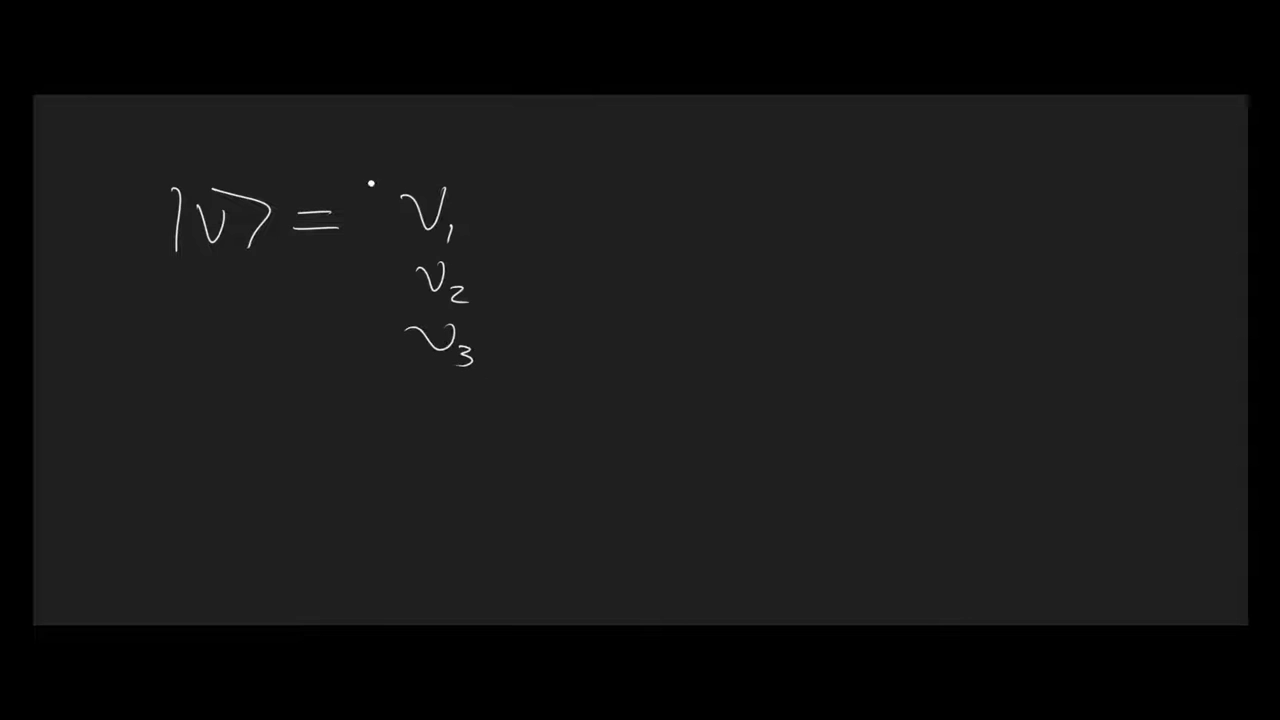 |v⟩ = v₁
v₂
v₃